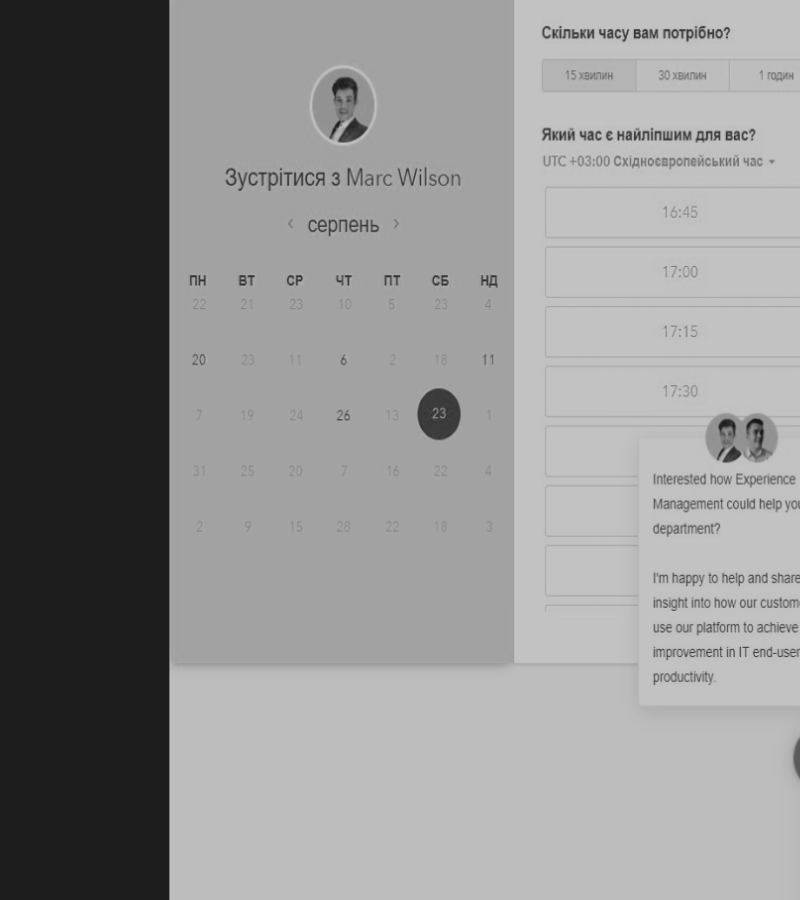 Зустрітися з Marc Wilson
‹ серпень ›
ПН ВТ СР ЧТ ПТ СБ НД
22 21 23 10 5 23 4
20 23 11 6 2 18 11
7 19 24 26 13 23 1
31 25 20 7 16 22 4
2 9 15 28 22 18 3
Скільки часу вам потрібно?
15 хвилин 30 хвилин 1 годин
Який час є найліпшим для вас?
UTC +03:00 Східноєвропейський час
16:45
17:00
17:15
17:30
Interested how Experience
Management could help you
department?
I'm happy to help and share
insight into how our custom
use our platform to achieve
improvement in IT end-user
productivity.